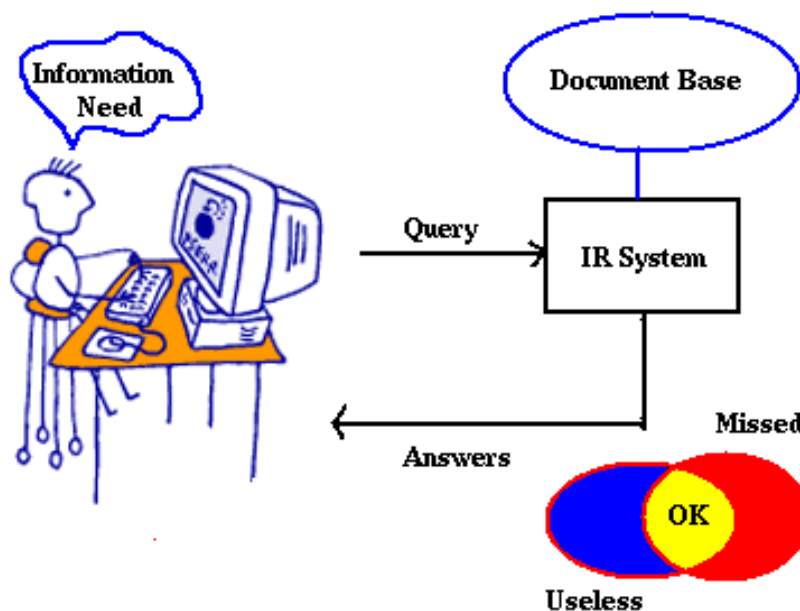 Information
Need
Document Base
Query
IR System
Answers
Missed
OK
Useless